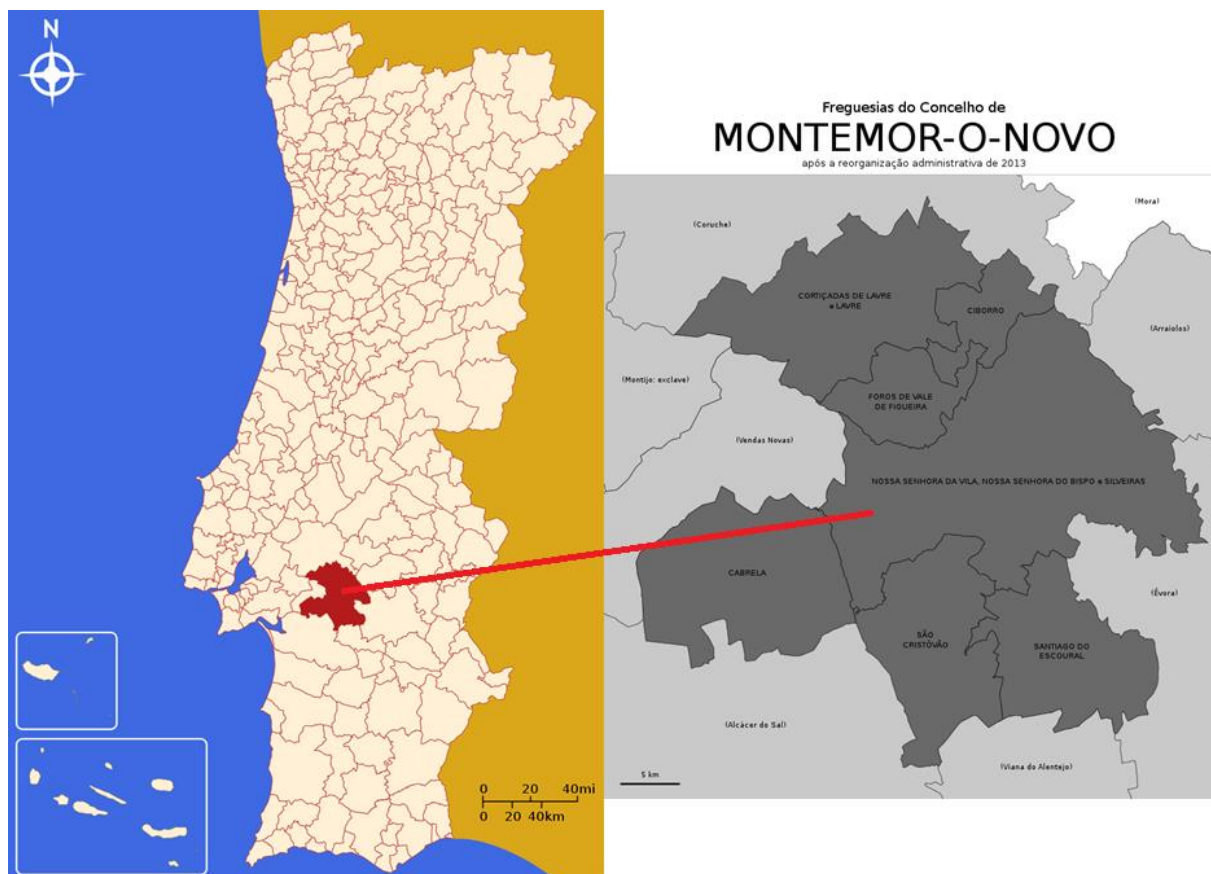 N
0 20 40mi
0 20 40km
Freguesias do Concelho de
MONTEMOR-O-NOVO
após a reorganização administrativa de 2013
(Mora)
(Coruche)
CORTIÇADAS DE LAVRE
e LAVRE
CIBORRO
(Arraiolos)
(Montijo: exclave)
FOROS DE VALE
DE FIGUEIRA
(Vendas Novas)
NOSSA SENHORA DA VILA, NOSSA SENHORA DO BISPO e SILVEIRAS
CABRELA
(Évora)
SÃO
CRISTÓVÃO
SANTIAGO DO
ESCOURAL
(Alcácer do Sal)
(Viana do Alentejo)
5 km